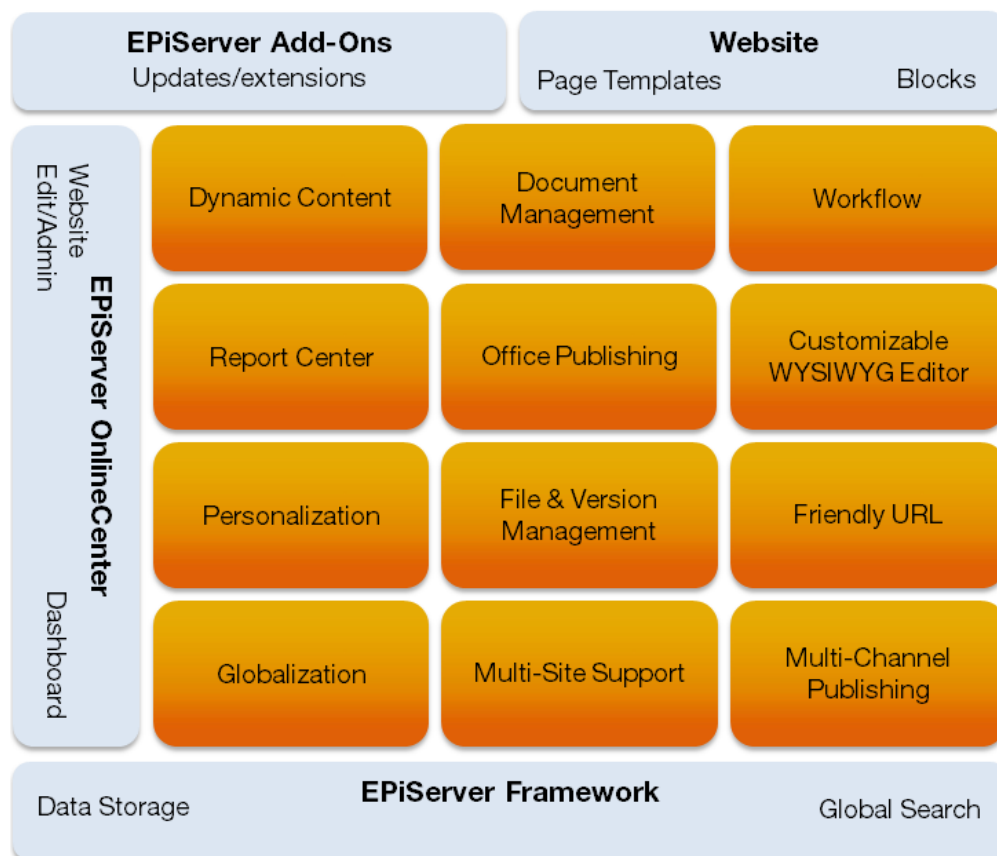 EPiServer Add-Ons
Updates/extensions
Website
Page Templates
Blocks
Website
Edit/Admin
EPiServer OnlineCenter
Dashboard
Dynamic Content
Document
Management
Workflow
Report Center
Office Publishing
Customizable
WYSIWYG Editor
Personalization
File & Version
Management
Friendly URL
Globalization
Multi-Site Support
Multi-Channel
Publishing
EPiServer Framework
Data Storage
Global Search